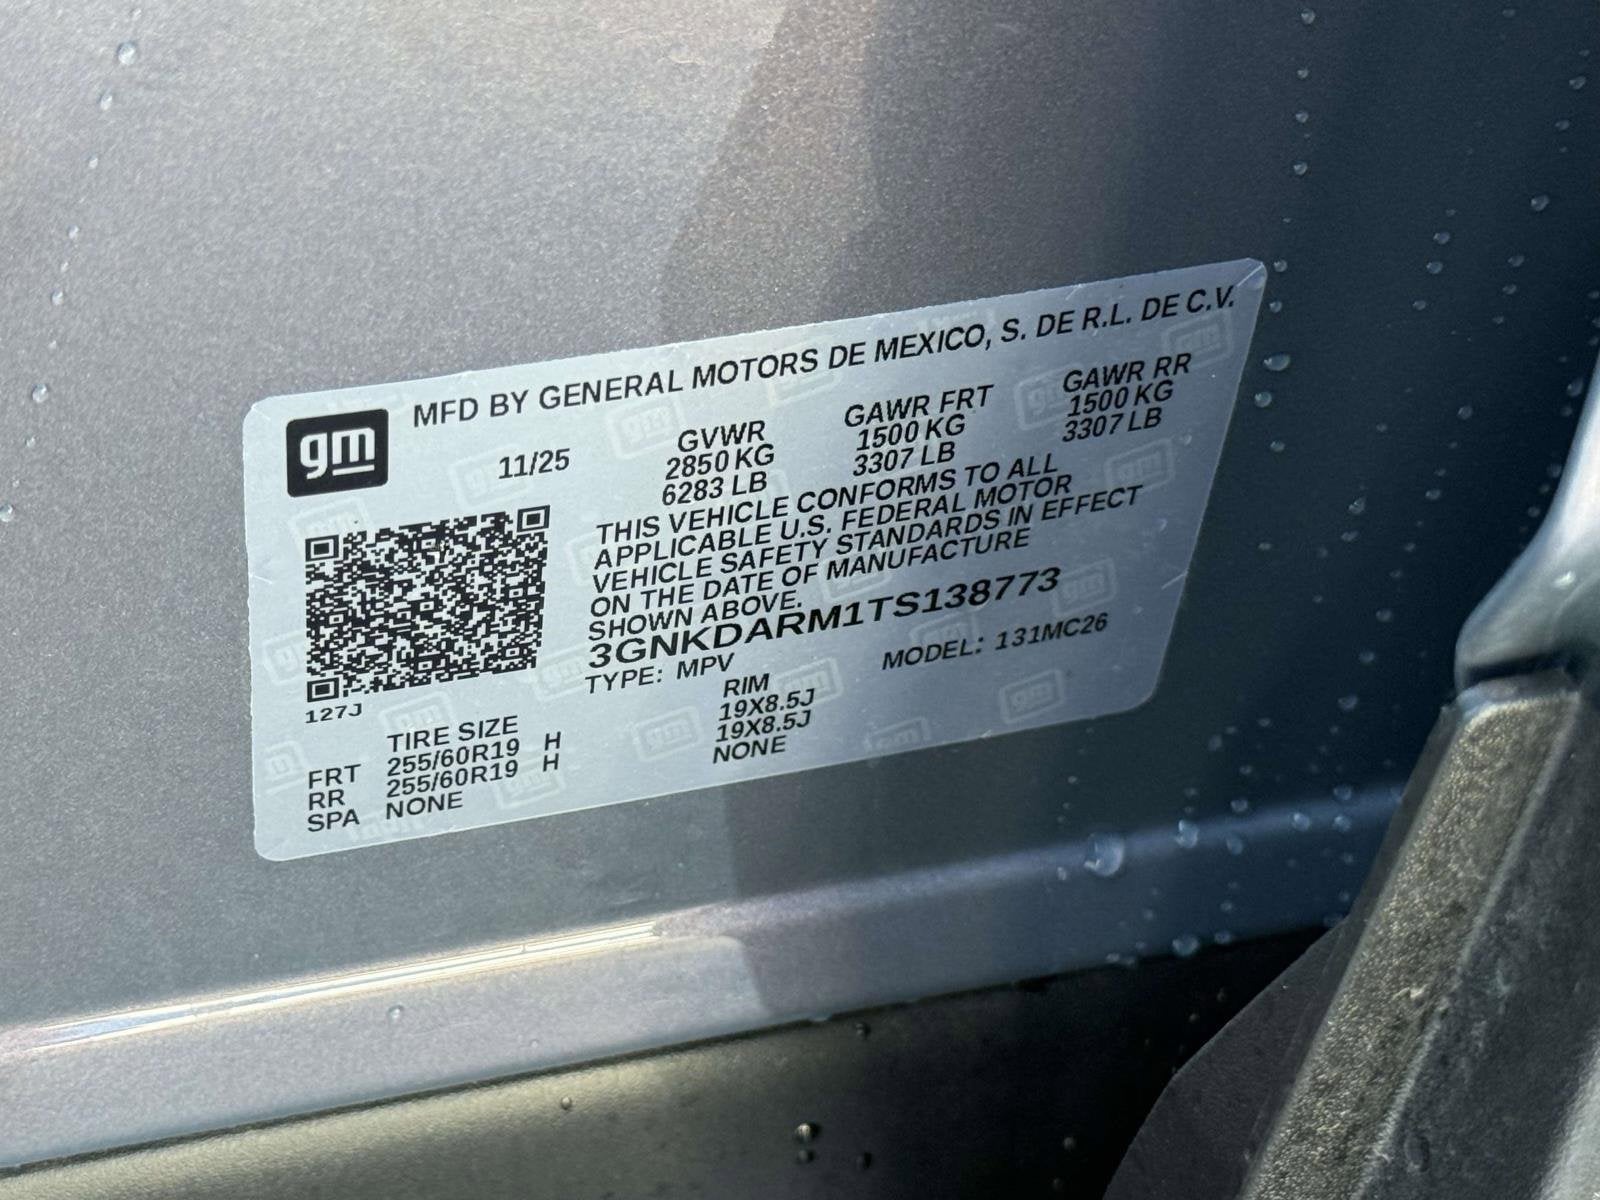 gm
MFD BY GENERAL MOTORS DE MEXICO, S. DE R.L. DE C.V.
11/25
GVWR GAWR FRT GAWR RR
2850 KG 1500 KG 1500 KG
6283 LB 3307 LB 3307 LB
THIS VEHICLE CONFORMS TO ALL
APPLICABLE U.S. FEDERAL MOTOR
VEHICLE SAFETY STANDARDS IN EFFECT
ON THE DATE OF MANUFACTURE
SHOWN ABOVE.
3GNKDARM1TS138773
TYPE: MPV MODEL: 131MC26
127J
TIRE SIZE RIM
FRT 255/60R19 H 19X8.5J
RR 255/60R19 H 19X8.5J
SPA NONE NONE